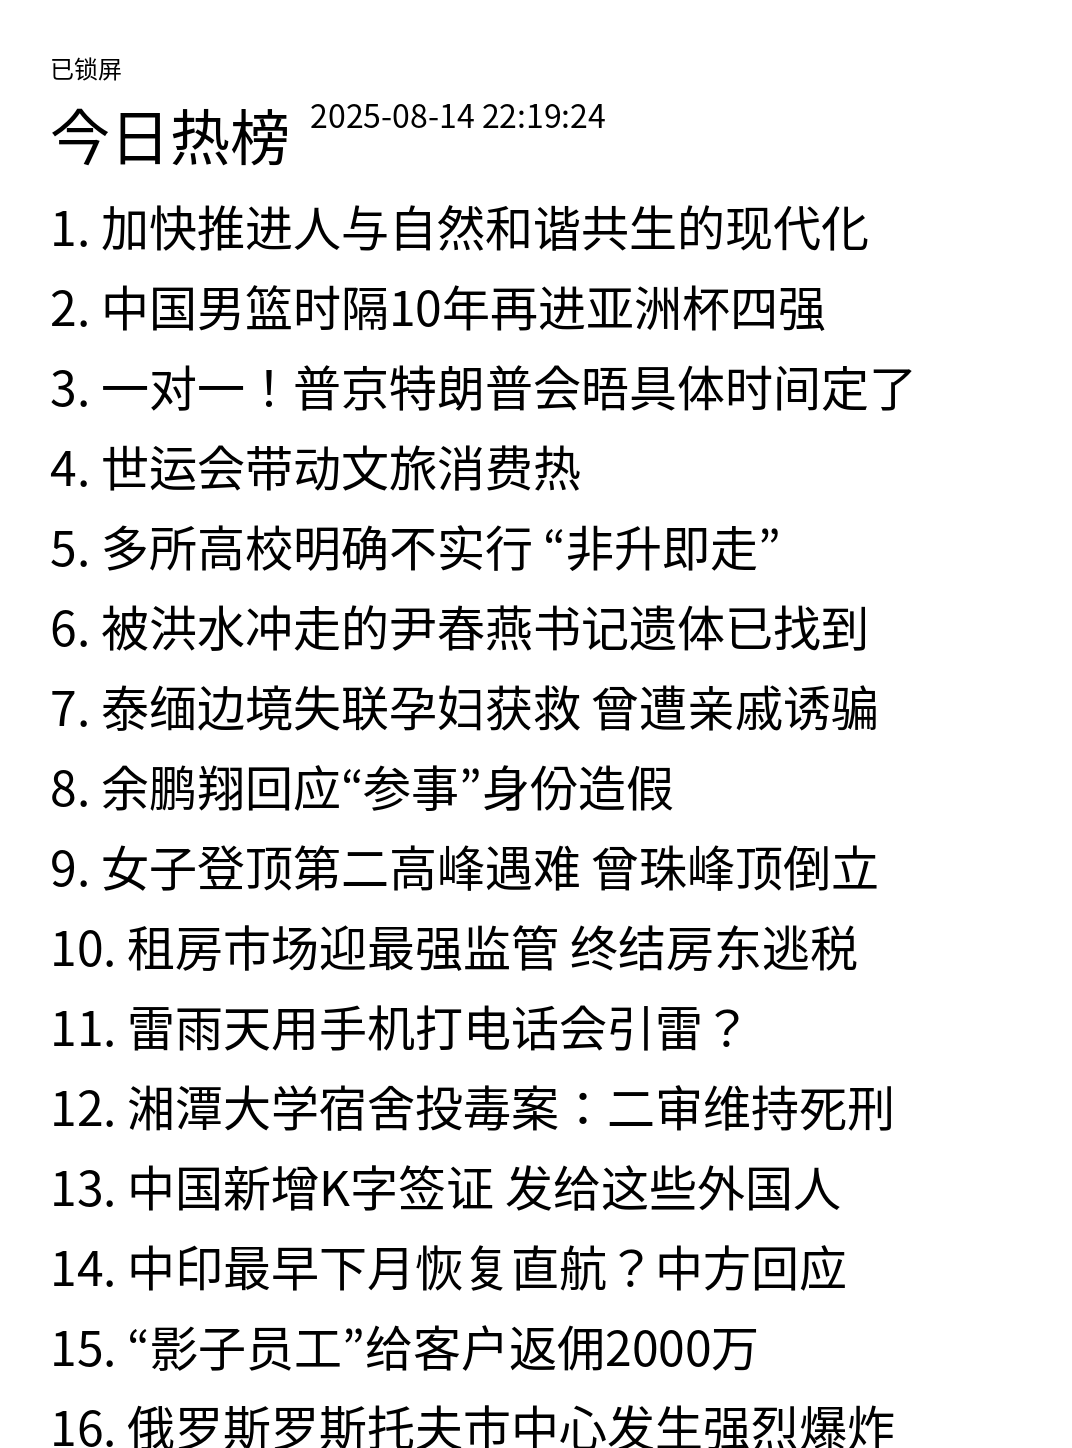 已锁屏
今日热榜 2025-08-14 22:19:24
1. 加快推进人与自然和谐共生的现代化
2. 中国男篮时隔10年再进亚洲杯四强
3. 一对一！普京特朗普会晤具体时间定了
4. 世运会带动文旅消费热
5. 多所高校明确不实行 “非升即走”
6. 被洪水冲走的尹春燕书记遗体已找到
7. 泰缅边境失联孕妇获救 曾遭亲戚诱骗
8. 余鹏翔回应“参事”身份造假
9. 女子登顶第二高峰遇难 曾珠峰顶倒立
10. 租房市场迎最强监管 终结房东逃税
11. 雷雨天用手机打电话会引雷？
12. 湘潭大学宿舍投毒案：二审维持死刑
13. 中国新增K字签证 发给这些外国人
14. 中印最早下月恢复直航？中方回应
15. “影子员工”给客户返佣2000万
16. 俄罗斯罗斯托夫市中心发生强烈爆炸